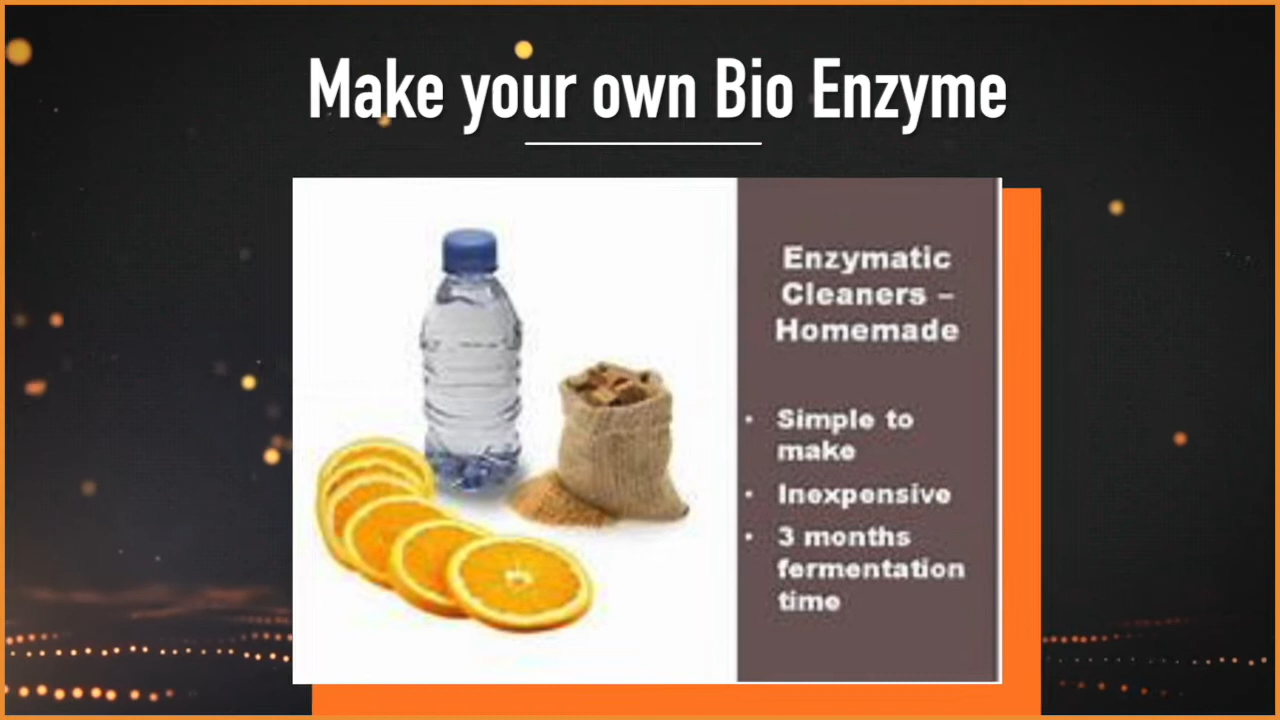 Make your own Bio Enzyme
Enzymatic
Cleaners –
Homemade
• Simple to
make
• Inexpensive
• 3 months
fermentation
time